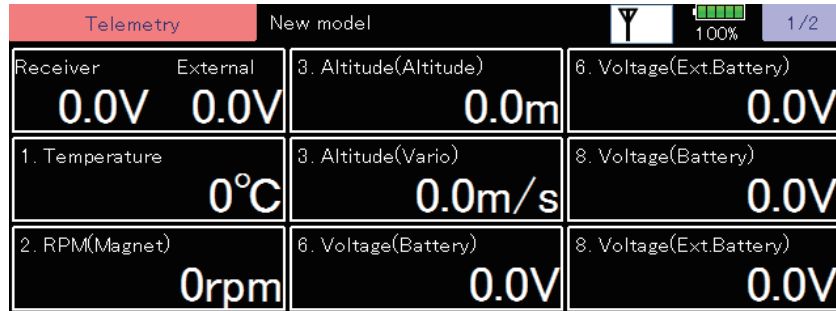 Telemetry New model 100% 1/2
Receiver External 3. Altitude(Altitude) 6. Voltage(Ext.Battery)
0.0V 0.0V 0.0m 0.0V
1. Temperature 3. Altitude(Vario) 8. Voltage(Battery)
0℃ 0.0m/s 0.0V
2. RPM(Magnet) 6. Voltage(Battery) 8. Voltage(Ext.Battery)
0rpm 0.0V 0.0V